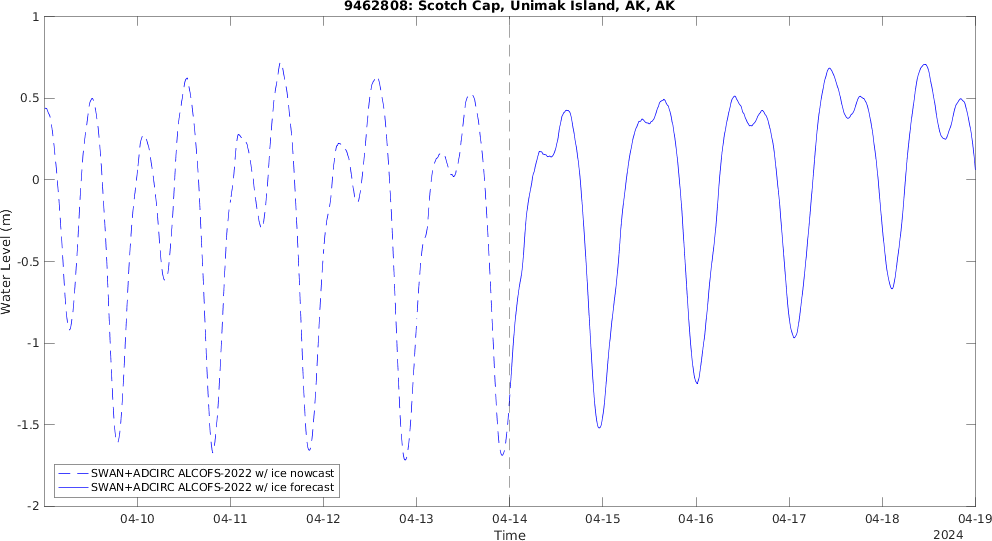 9462808: Scotch Cap, Unimak Island, AK, AK
1
0.5
0
-0.5
-1
-1.5
-2
Water Level (m)
SWAN+ADCIRC ALCOFS-2022 w/ ice nowcast
SWAN+ADCIRC ALCOFS-2022 w/ ice forecast
04-10 04-11 04-12 04-13 04-14 04-15 04-16 04-17 04-18 04-19
Time
2024